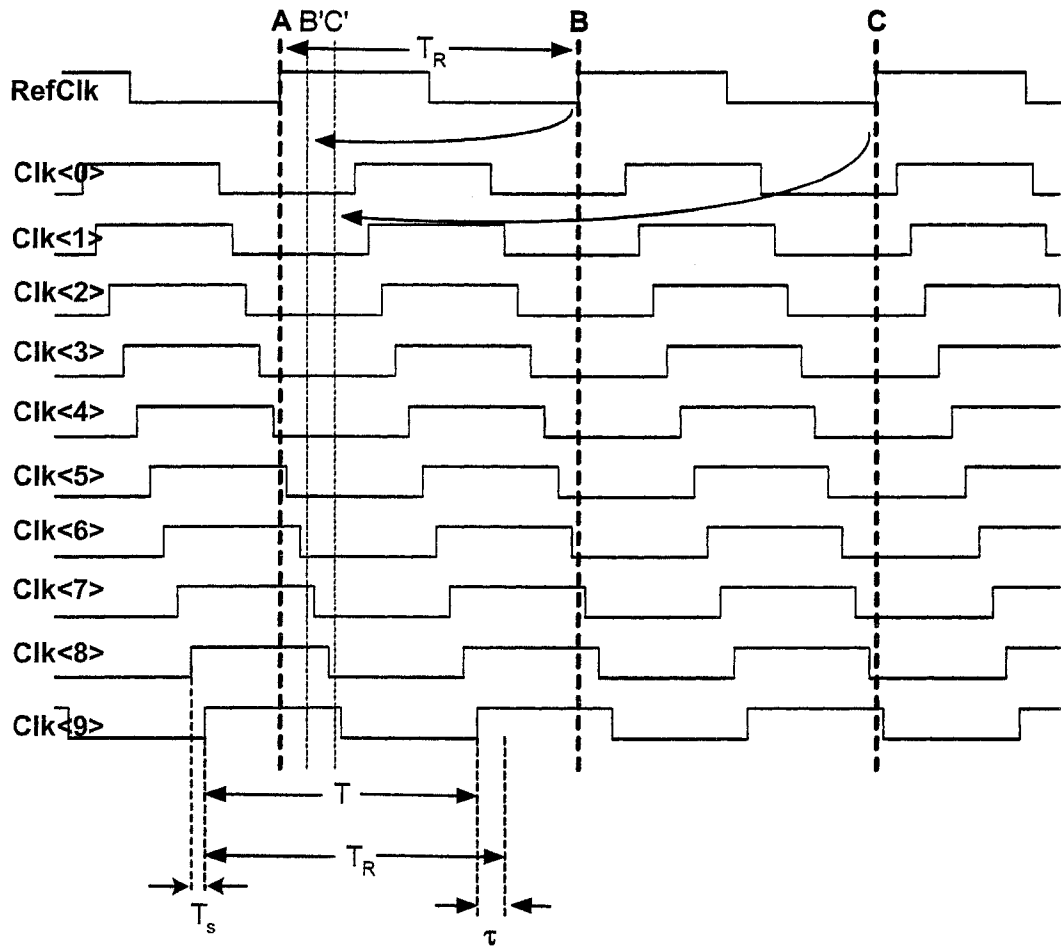 A B' C' B C
T_R
RefClk
Clk<0>
Clk<1>
Clk<2>
Clk<3>
Clk<4>
Clk<5>
Clk<6>
Clk<7>
Clk<8>
Clk<9>
T
T_R
T_s τ